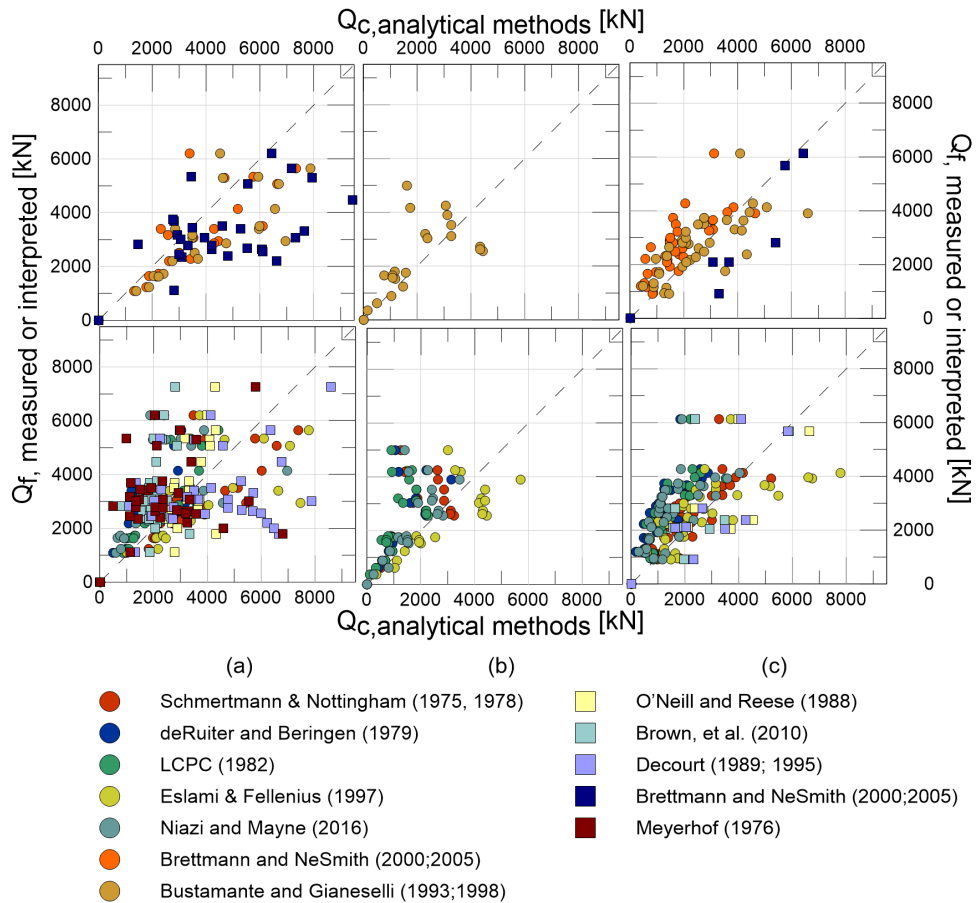 Qc,analytical methods [kN]
0 2000 4000 6000 8000
0 2000 4000 6000 8000
0 2000 4000 6000 8000
8000
6000
4000
2000
0
8000
6000
4000
2000
0
Qf, measured or interpreted [kN]
Qf, measured or interpreted [kN]
8000
6000
4000
2000
0
8000
6000
4000
2000
0
0 2000 4000 6000 8000
0 2000 4000 6000 8000
0 2000 4000 6000 8000
Qc,analytical methods [kN]
(a) (b) (c)
Schmertmann & Nottingham (1975, 1978)
deRuiter and Beringen (1979)
LCPC (1982)
Eslami & Fellenius (1997)
Niazi and Mayne (2016)
Brettmann and NeSmith (2000;2005)
Bustamante and Gianeselli (1993;1998)
O'Neill and Reese (1988)
Brown, et al. (2010)
Decourt (1989; 1995)
Brettmann and NeSmith (2000;2005)
Meyerhof (1976)